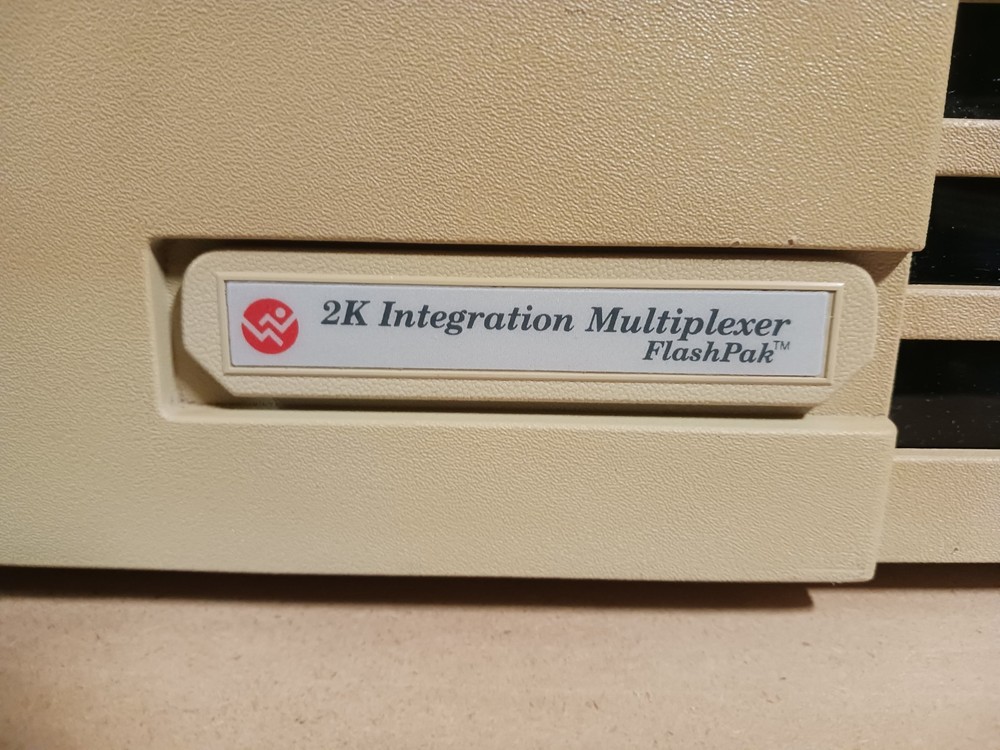 2K Integration Multiplexer
FlashPak™